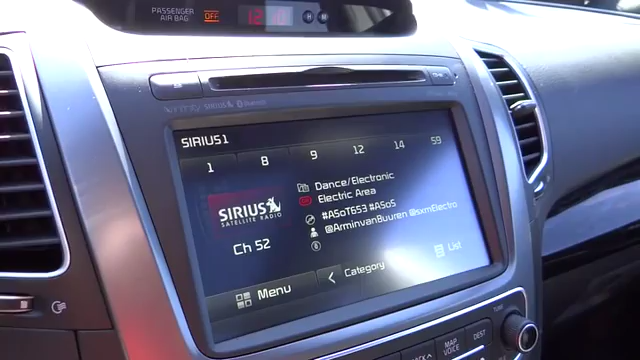 PASSENGER
AIR BAG OFF
12:10 H M
SIRIUS1
1 8 9 12 14 59
Dance/Electronic
Electric Area
#ASoT653 #ASoS
@ArminvanBuuren @sxmElectro
SIRIUS
SATELLITE RADIO
Ch 52
List
Menu
Category
TUNE
MAP
VOICE
DEST